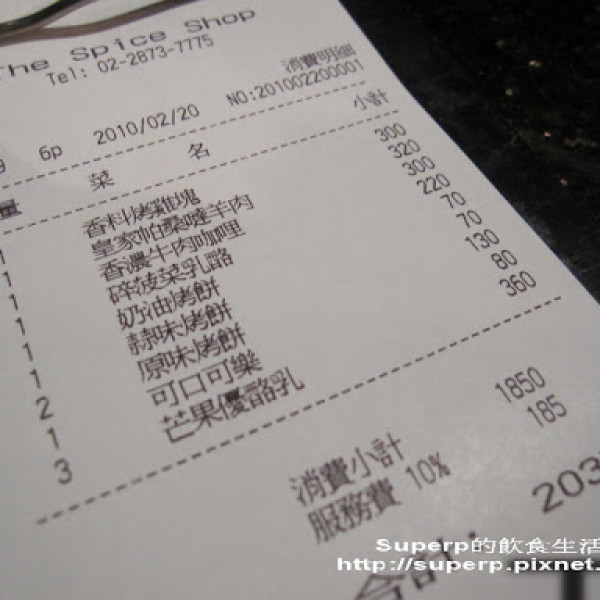 The Spice Shop
Tel: 02-2873-7775
消費明細
6p 2010/02/20 NO:201002200001
量 菜 名 小計
1 香料烤雞塊 300
1 皇家帕桑噠羊肉 320
1 香濃牛肉咖哩 300
1 碎菠菜乳酪 220
1 奶油烤餅 70
1 蒜味烤餅 70
2 原味烤餅 130
1 可口可樂 80
3 芒果優酪乳 360
消費小計 1850
服務費 10% 185
合計: 203
Superp的飲食生活
http://superp.pixnet.